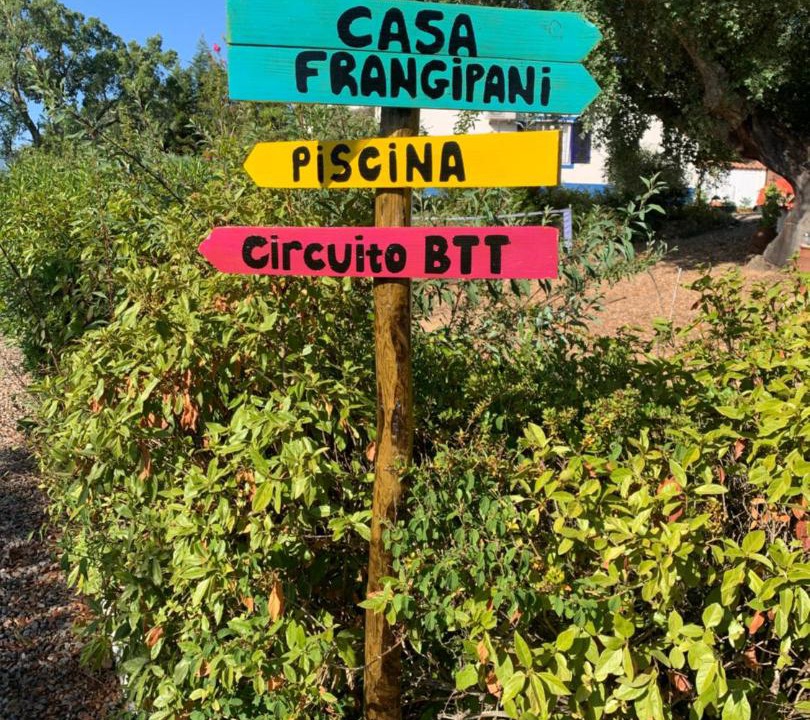 CASA
FRANGiPANi
PiSCiNA
Circuito BTT